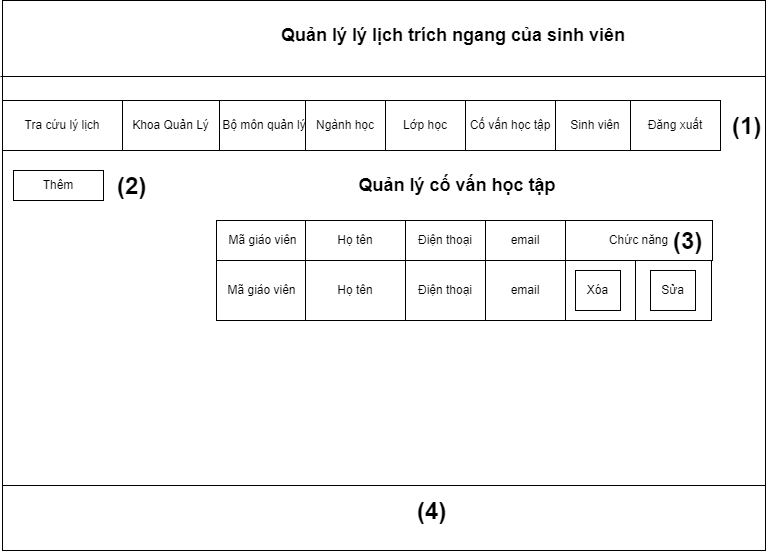 Quản lý lý lịch trích ngang của sinh viên
Tra cứu lý lịch Khoa Quản Lý Bộ môn quản lý Ngành học Lớp học Cố vấn học tập Sinh viên Đăng xuất (1)
Thêm (2) Quản lý cố vấn học tập
Mã giáo viên Họ tên Điện thoại email Chức năng (3)
Mã giáo viên Họ tên Điện thoại email Xóa Sửa
(4)